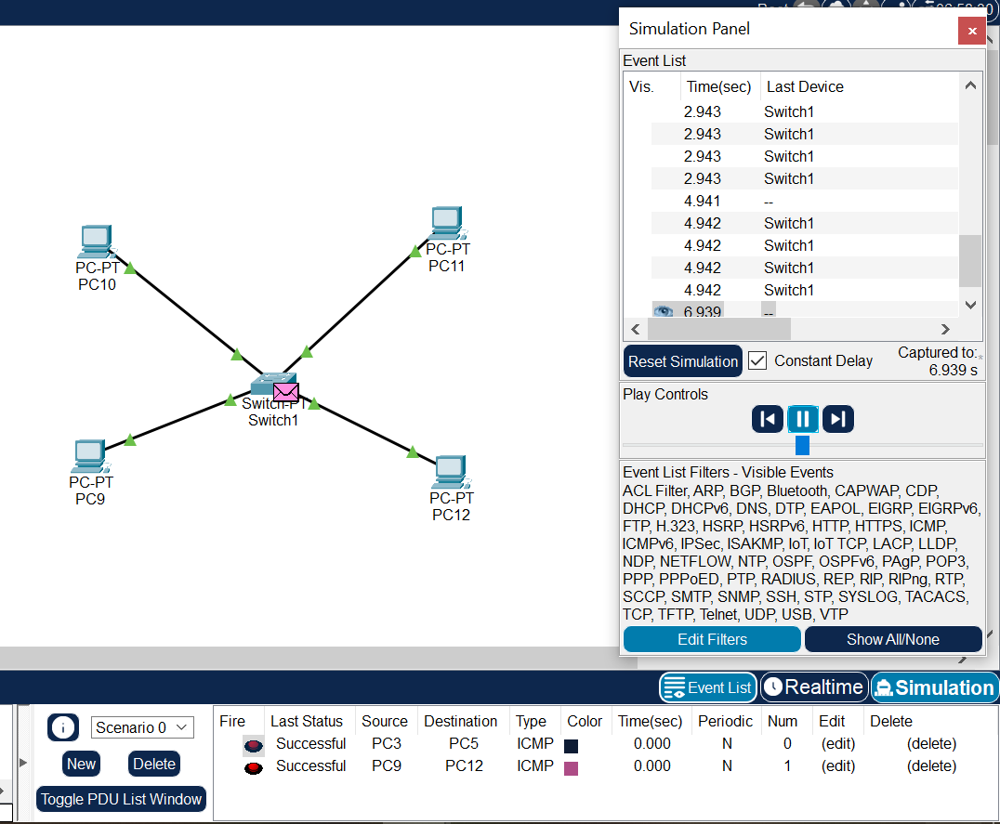 Simulation Panel
Event List
Vis. Time(sec) Last Device
2.943 Switch1
2.943 Switch1
2.943 Switch1
2.943 Switch1
4.941 --
4.942 Switch1
4.942 Switch1
4.942 Switch1
4.942 Switch1
6.939 --
Reset Simulation Constant Delay Captured to:
6.939 s
Play Controls
Event List Filters - Visible Events
ACL Filter, ARP, BGP, Bluetooth, CAPWAP, CDP,
DHCP, DHCPv6, DNS, DTP, EAPOL, EIGRP, EIGRPv6,
FTP, H.323, HSRP, HSRPv6, HTTP, HTTPS, ICMP,
ICMPv6, IPSec, ISAKMP, IoT, IoT TCP, LACP, LLDP,
NDP, NETFLOW, NTP, OSPF, OSPFv6, PAgP, POP3,
PPP, PPPoED, PTP, RADIUS, REP, RIP, RIPng, RTP,
SCCP, SMTP, SNMP, SSH, STP, SYSLOG, TACACS,
TCP, TFTP, Telnet, UDP, USB, VTP
Edit Filters Show All/None
PC-PT
PC10
PC-PT
PC11
Switch-PT
Switch1
PC-PT
PC9
PC-PT
PC12
Event List Realtime Simulation
Scenario 0
New Delete
Toggle PDU List Window
Fire Last Status Source Destination Type Color Time(sec) Periodic Num Edit Delete
Successful PC3 PC5 ICMP 0.000 N 0 (edit) (delete)
Successful PC9 PC12 ICMP 0.000 N 1 (edit) (delete)